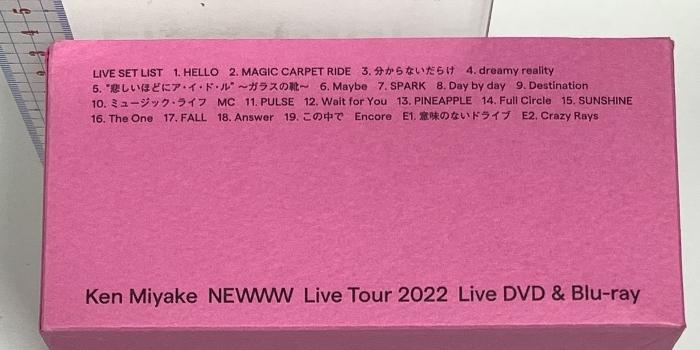 LIVE SET LIST 1. HELLO 2. MAGIC CARPET RIDE 3. 分からないだらけ 4. dreamy reality
5. "悲しいほどにア・イ・ド・ル" ～ガラスの靴～ 6. Maybe 7. SPARK 8. Day by day 9. Destination
10. ミュージック・ライフ MC 11. PULSE 12. Wait for You 13. PINEAPPLE 14. Full Circle 15. SUNSHINE
16. The One 17. FALL 18. Answer 19. この中で Encore E1. 意味のないドライブ E2. Crazy Rays
Ken Miyake NEWWW Live Tour 2022 Live DVD & Blu-ray